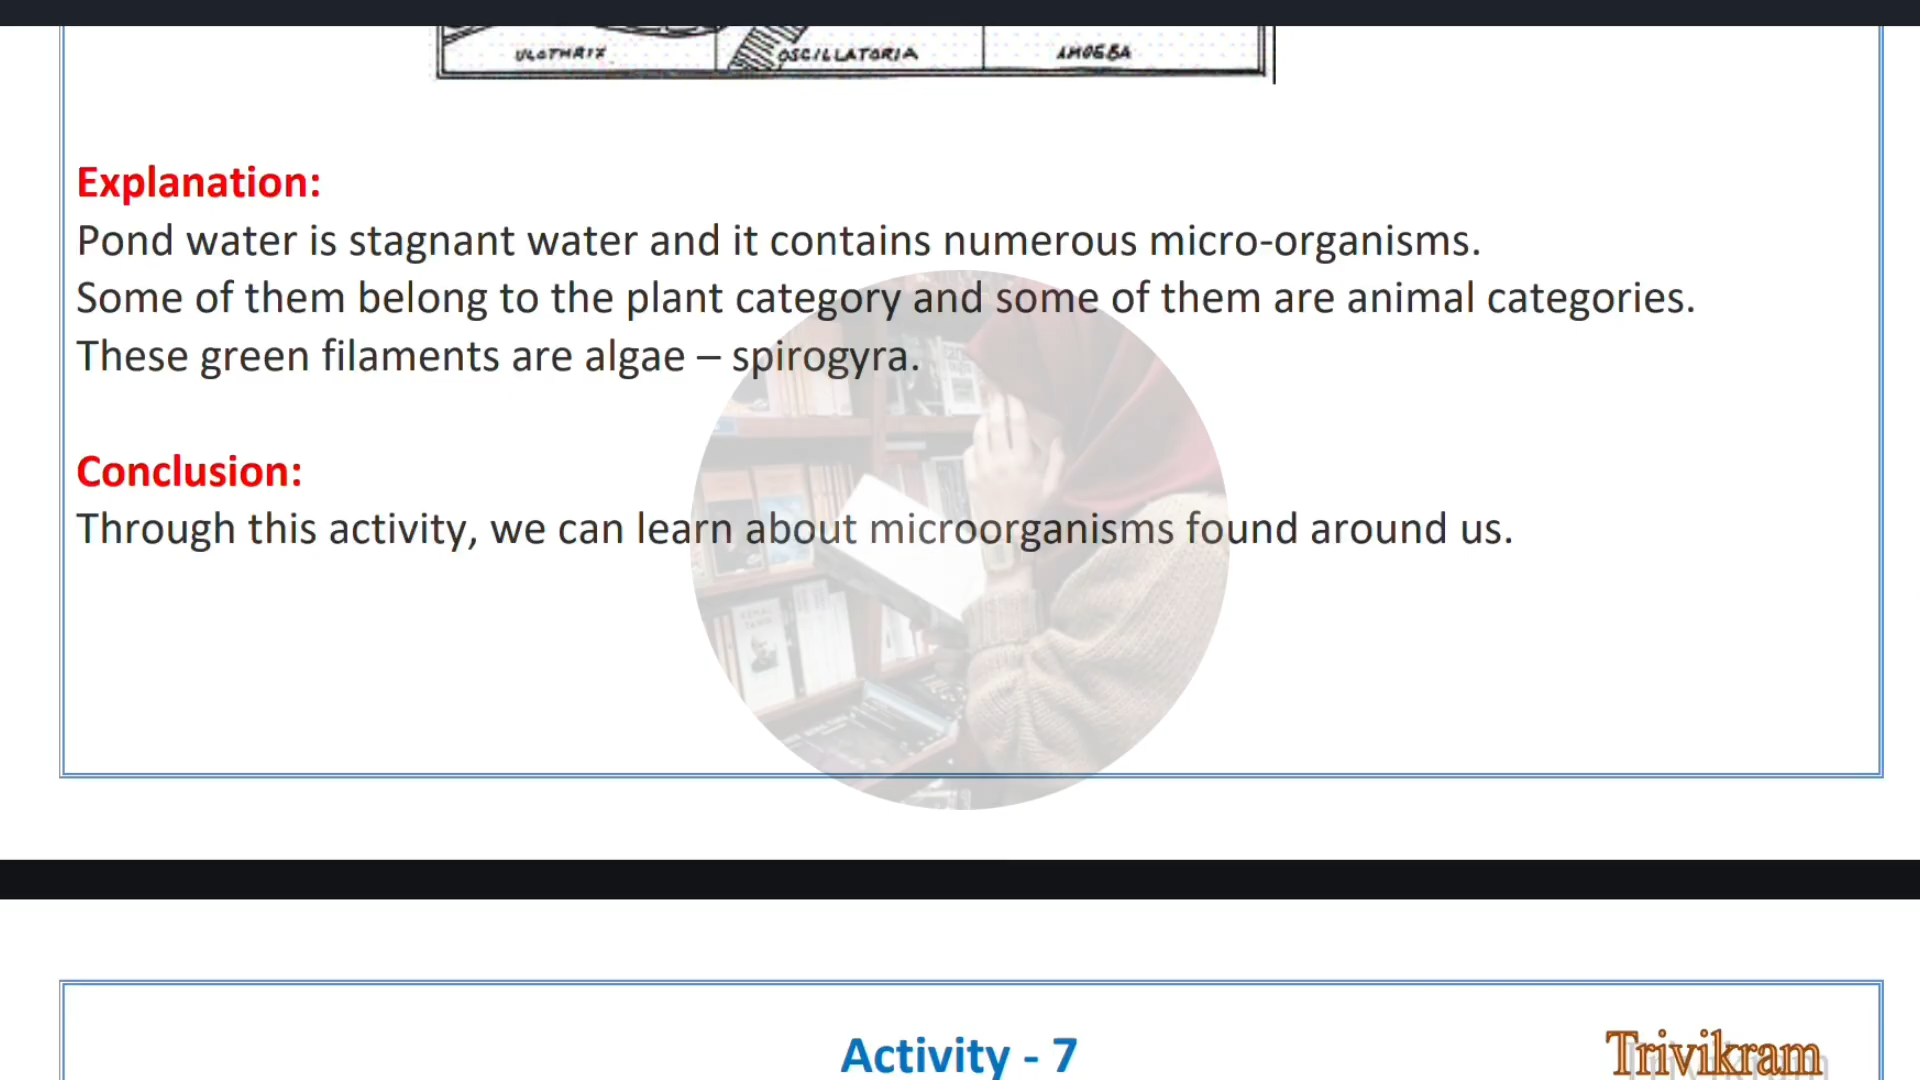 ULOTHRIX OSCILLATORIA AMOEBA
Explanation:
Pond water is stagnant water and it contains numerous micro-organisms.
Some of them belong to the plant category and some of them are animal categories.
These green filaments are algae – spirogyra.
Conclusion:
Through this activity, we can learn about microorganisms found around us.
Activity - 7
Trivikram